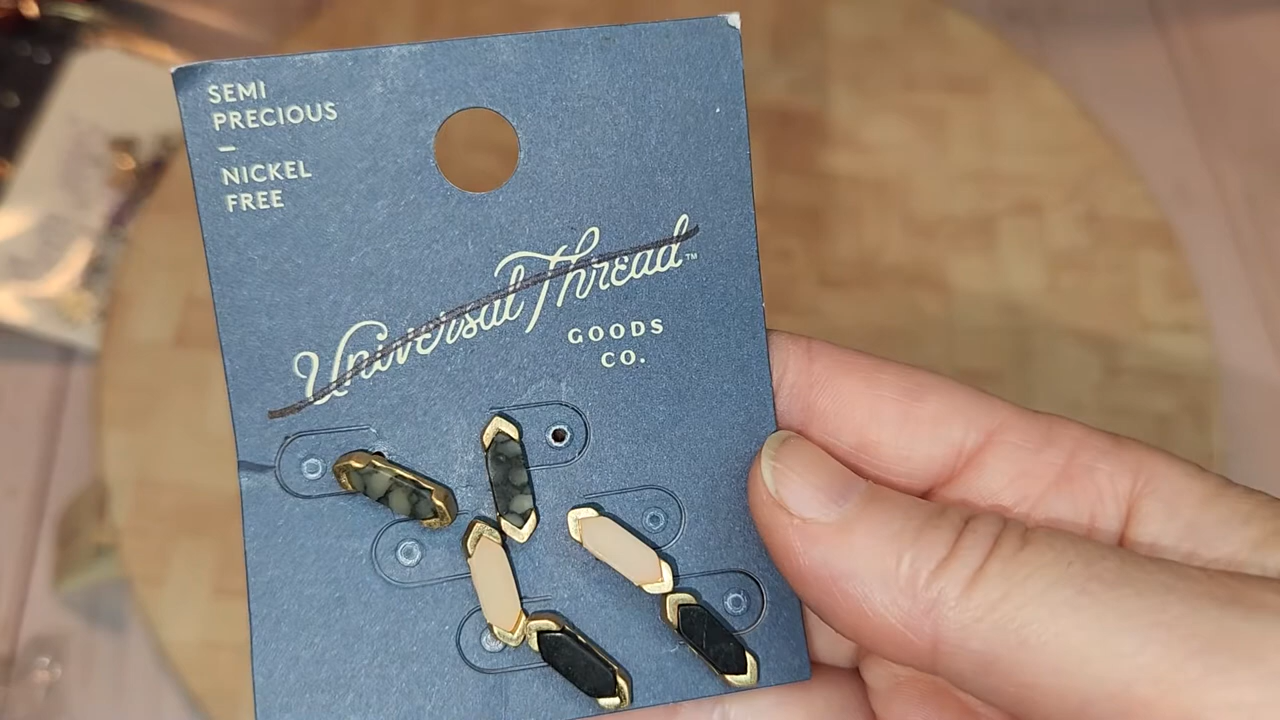 SEMI
PRECIOUS
–
NICKEL
FREE
Universal Thread™
GOODS
CO.